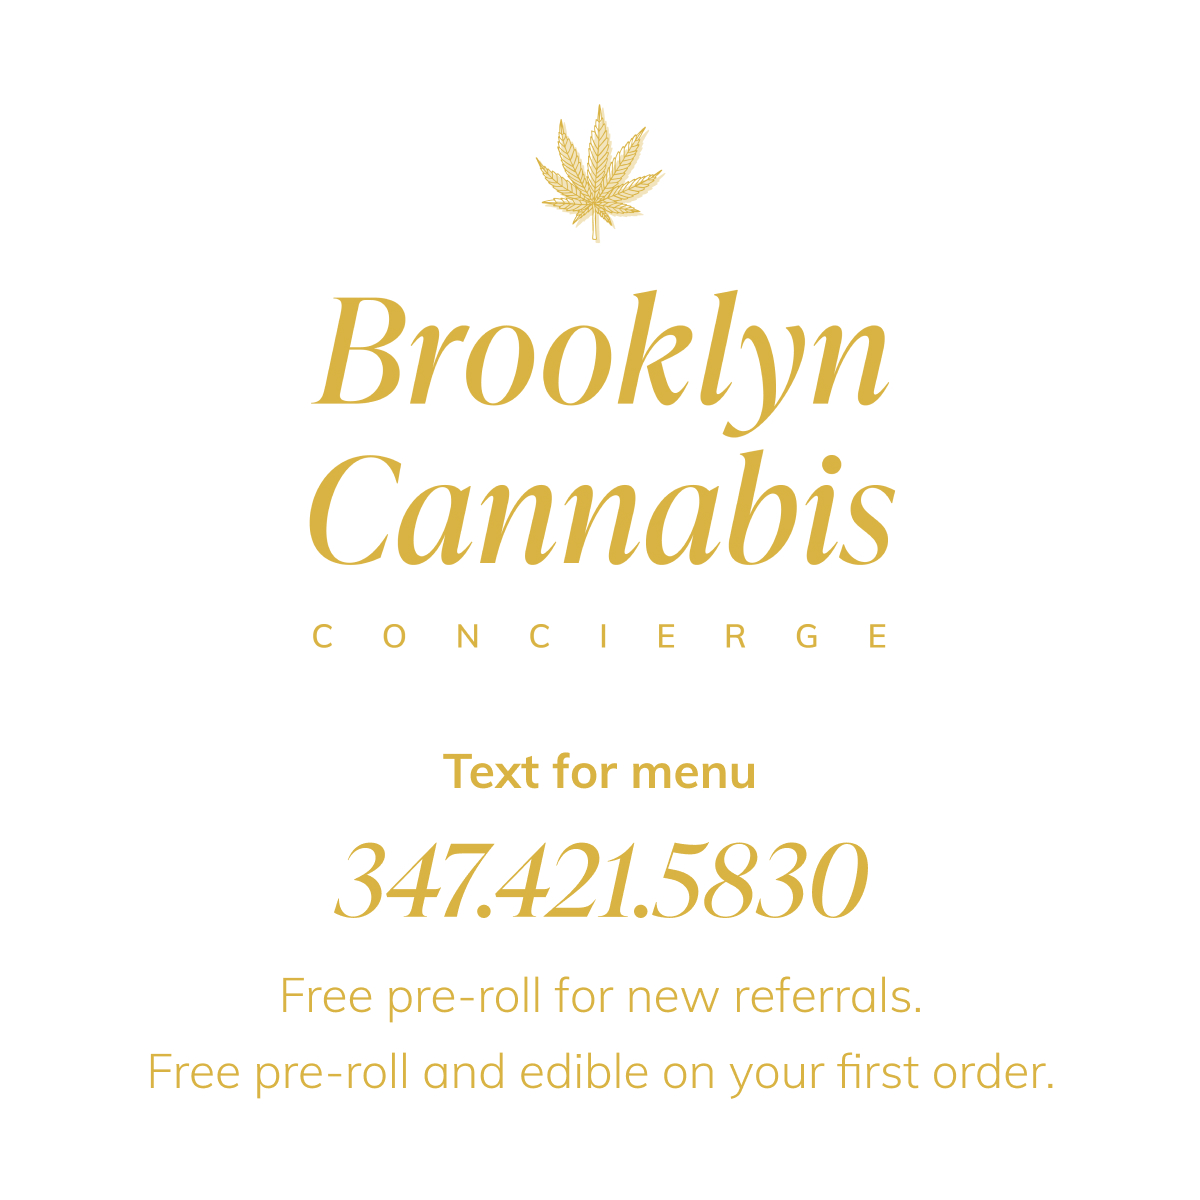 Brooklyn
Cannabis
CONCIERGE
Text for menu
347.421.5830
Free pre-roll for new referrals.
Free pre-roll and edible on your first order.